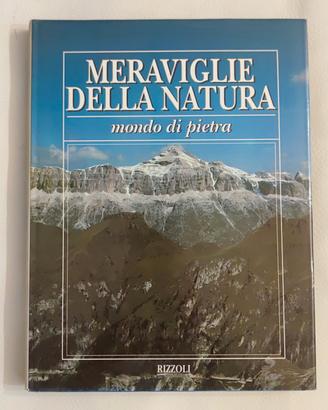 MERAVIGLIE
DELLA NATURA
mondo di pietra
RIZZOLI